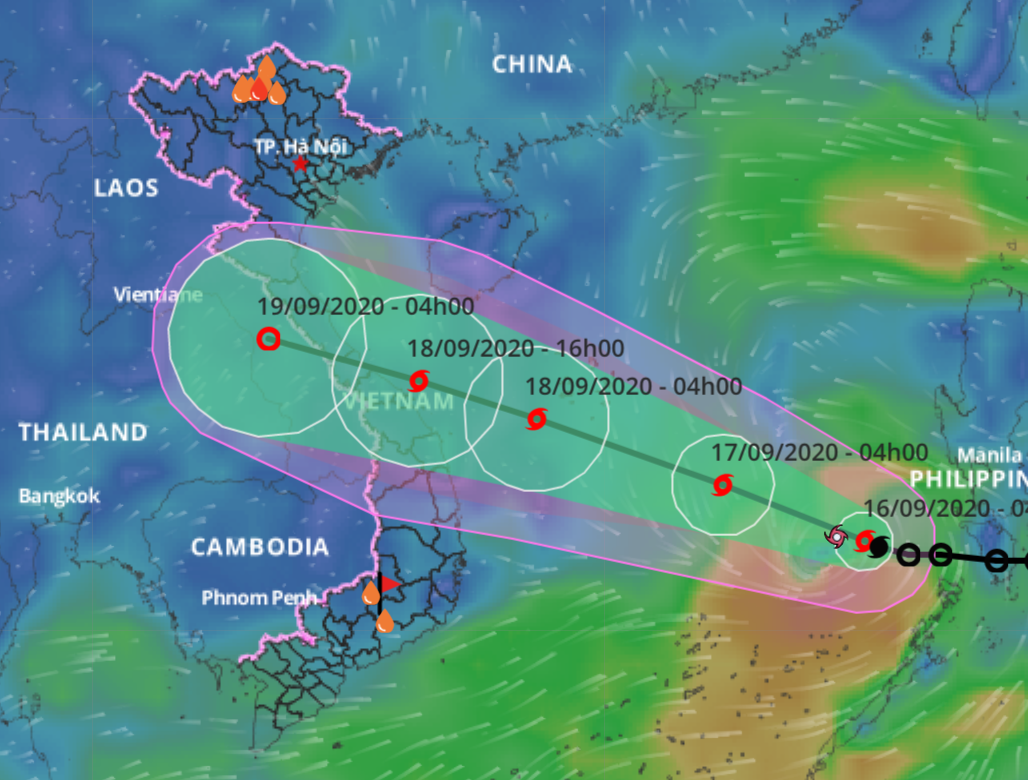 CHINA
TP. Hà Nội
LAOS
Vientiane
19/09/2020 - 04h00
18/09/2020 - 16h00
18/09/2020 - 04h00
VIETNAM
THAILAND
17/09/2020 - 04h00
Manila
PHILIPPIN
Bangkok
16/09/2020 - 04
CAMBODIA
Phnom Penh